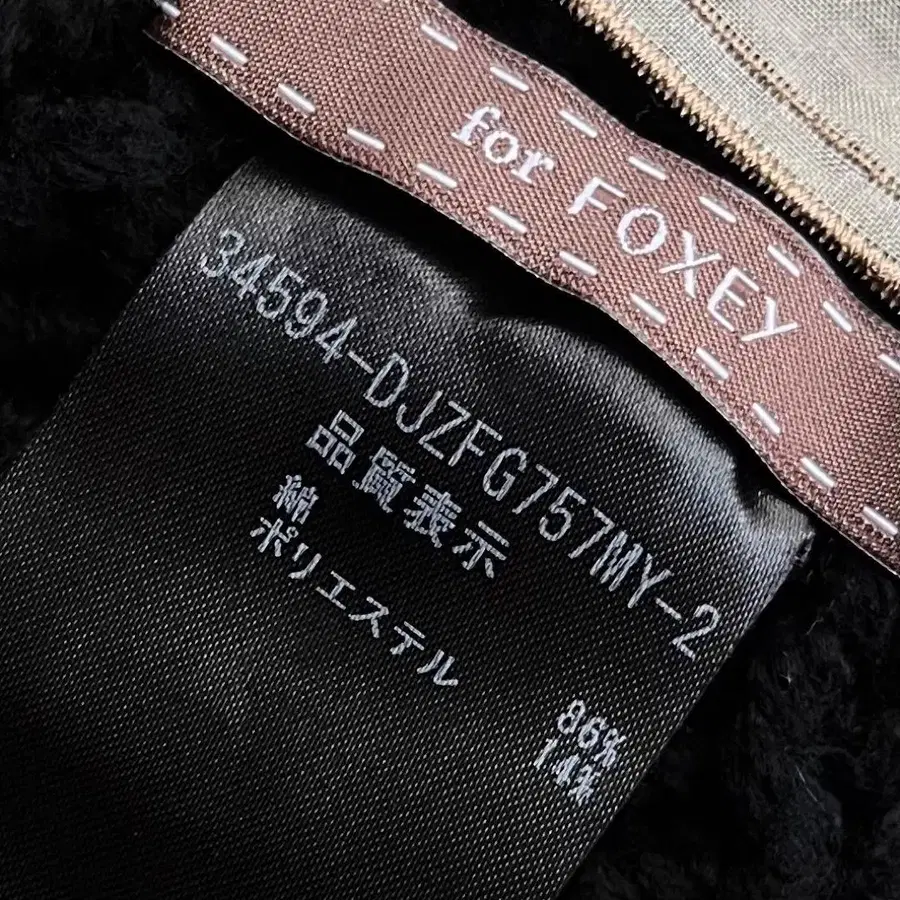 for FOXEY
34594-DJZFG757MY-2
品質表示
綿 86%
ポリエステル 14%